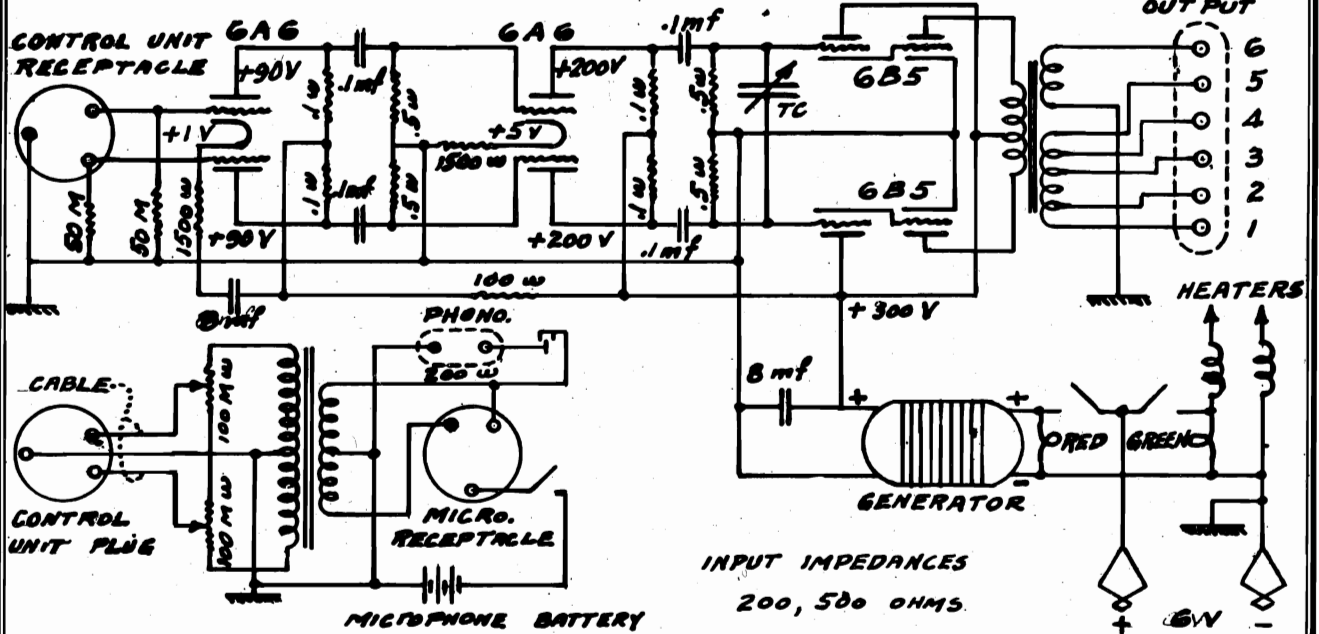 OUTPUT
CONTROL UNIT
RECEPTACLE
6A6
+90V
.1mf
6A6
+200V
.1mf
6B5
6
5
4
3
2
1
.1 w
.5 w
.1 w
.5 w
TC
+1V
+5V
1500 w
.1 w
.1mf
.5 w
.1 w
.5 w
6B5
50 M
50 M
1500 w
+90V
+200V
.1mf
100 w
8 mf
+300V
HEATERS
PHONO.
200 w
CABLE
100 M W
100 M W
8 mf
+
+
-
RED
GREEN
GENERATOR
CONTROL
UNIT PLUG
MICRO.
RECEPTACLE
MICROPHONE BATTERY
INPUT IMPEDANCES
200, 500 OHMS
+ 6V -